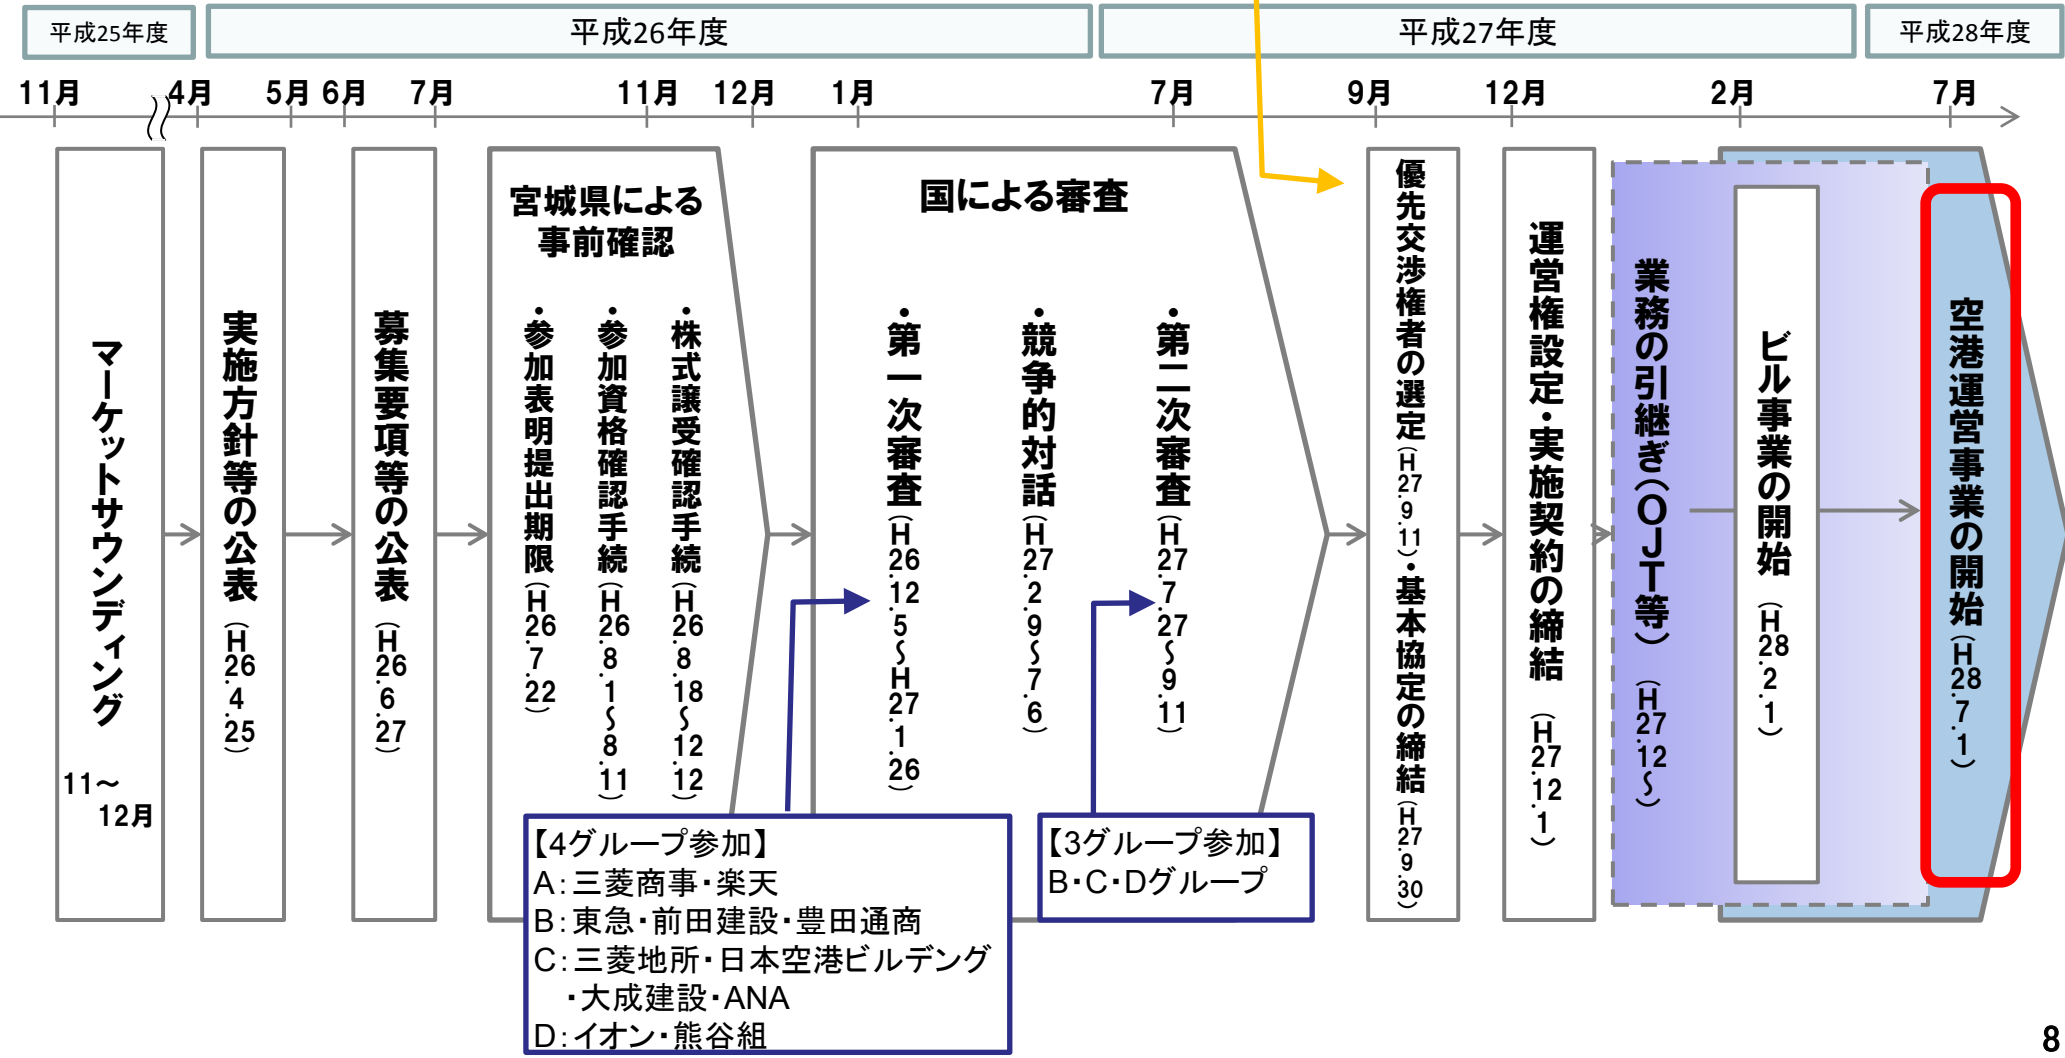 平成25年度
平成26年度
平成27年度
平成28年度
11月
4月
5月
6月
7月
11月
12月
1月
7月
9月
12月
2月
7月
マーケットサウンディング
11～
12月
実施方針等の公表（H26.4.25）
募集要項等の公表（H26.6.27）
宮城県による
事前確認
・参加表明提出期限（H26.7.22）
・参加資格確認手続（H26.8.1～8.11）
・株式譲受確認手続（H26.8.18～12.12）
国による審査
・第一次審査（H26.12.5～H27.1.26）
・競争的対話（H27.2.9～7.6）
・第二次審査（H27.7.27～9.11）
優先交渉権者の選定（H27.9.11）・基本協定の締結（H27.9.30）
運営権設定・実施契約の締結（H27.12.1）
業務の引継ぎ（OJT等）（H27.12～）
ビル事業の開始（H28.2.1）
空港運営事業の開始（H28.7.1）
【4グループ参加】
A：三菱商事・楽天
B：東急・前田建設・豊田通商
C：三菱地所・日本空港ビルデング
・大成建設・ANA
D：イオン・熊谷組
【3グループ参加】
B・C・Dグループ
8